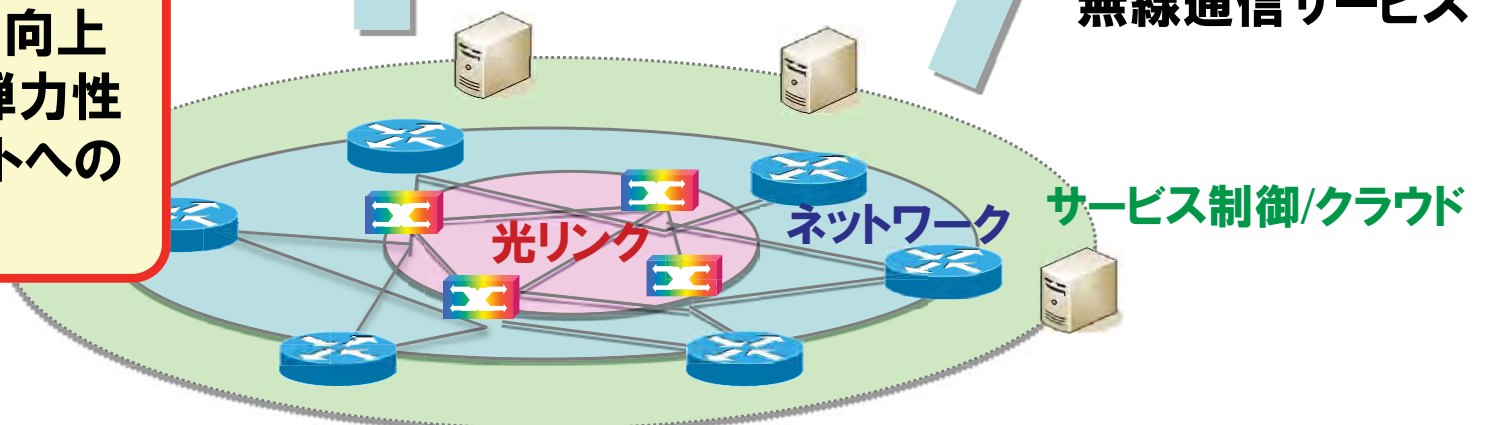 向上
弾力性
トへの
無線通信サービス
光リンク
ネットワーク
サービス制御/クラウド